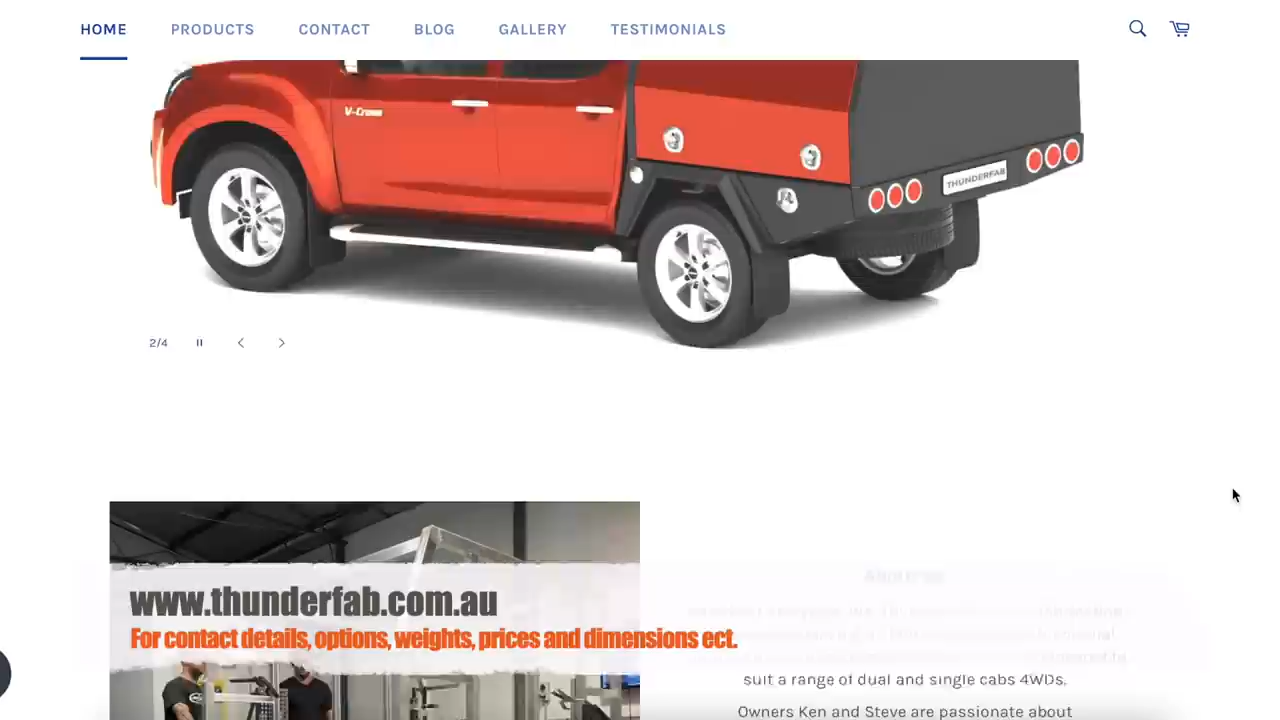 HOME PRODUCTS CONTACT BLOG GALLERY TESTIMONIALS
V-Cross
THUNDERFAB
2/4
www.thunderfab.com.au
For contact details, options, weights, prices and dimensions ect.
suit a range of dual and single cabs 4WDs.
Owners Ken and Steve are passionate about